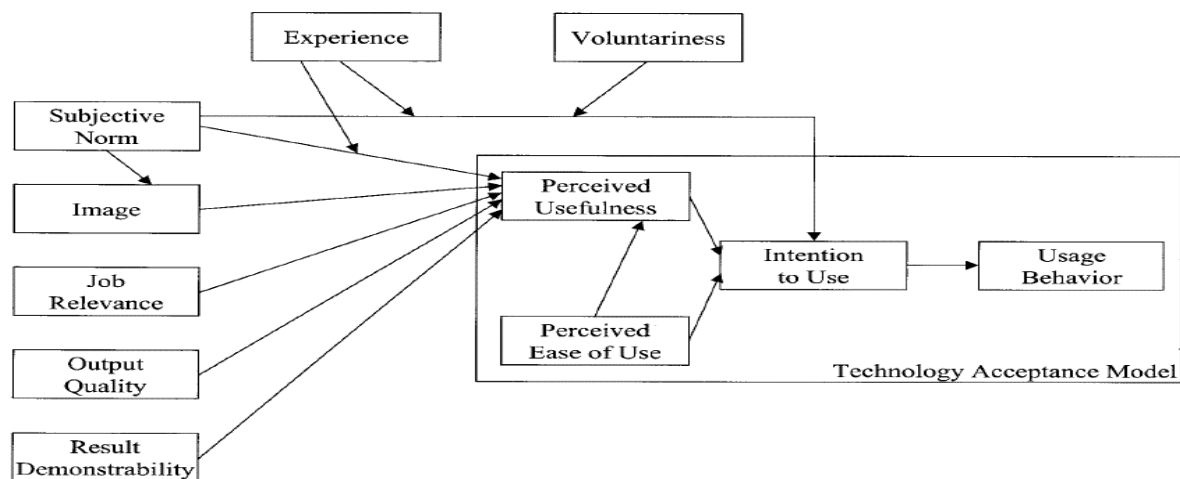 Experience
Voluntariness
Subjective
Norm
Image
Job
Relevance
Output
Quality
Result
Demonstrability
Perceived
Usefulness
Perceived
Ease of Use
Intention
to Use
Usage
Behavior
Technology Acceptance Model